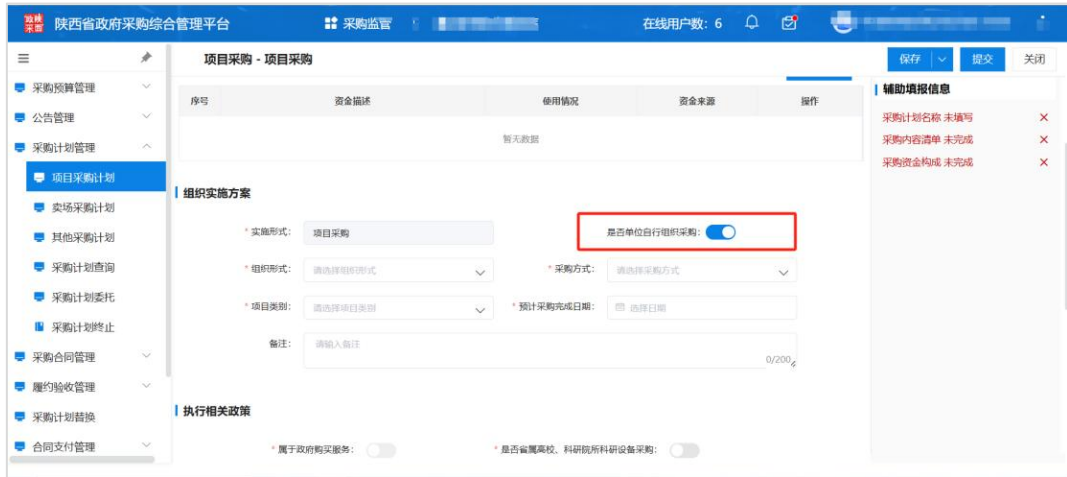 政采 陕西省政府采购综合管理平台 采购监管 在线用户数: 6
项目采购 - 项目采购 保存 提交 关闭
采购预算管理
公告管理
采购计划管理
项目采购计划
卖场采购计划
其他采购计划
采购计划查询
采购计划委托
采购计划终止
采购合同管理
履约验收管理
采购计划替换
合同支付管理
序号 资金描述 使用情况 资金来源 操作
暂无数据
组织实施方案
* 实施形式: 项目采购 是否单位自行组织采购:
* 组织形式: 请选择组织形式 * 采购方式: 请选择采购方式
* 项目类别: 请选择项目类别 * 预计采购完成日期: 选择日期
备注: 请输入备注
0/200
执行相关政策
* 属于政府购买服务: * 是否省属高校、科研院所科研设备采购:
辅助填报信息
采购计划名称 未填写
采购内容清单 未完成
采购资金构成 未完成